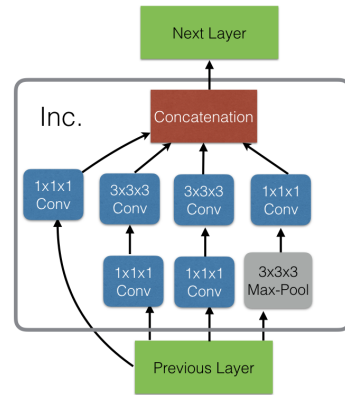 Next Layer
Inc.
Concatenation
1x1x1
Conv
3x3x3
Conv
3x3x3
Conv
1x1x1
Conv
1x1x1
Conv
1x1x1
Conv
3x3x3
Max-Pool
Previous Layer